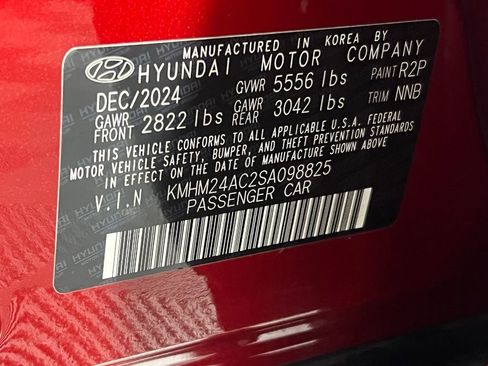 MANUFACTURED IN KOREA BY
HYUNDAI MOTOR COMPANY
DEC/2024 GVWR 5556 lbs PAINT R2P
GAWR FRONT 2822 lbs GAWR REAR 3042 lbs TRIM NNB
THIS VEHICLE CONFORMS TO ALL APPLICABLE U.S.A. FEDERAL
MOTOR VEHICLE SAFETY, BUMPER, AND THEFT PREVENTION STANDARDS
IN EFFECT ON THE DATE OF MANUFACTURE SHOWN ABOVE.
V.I.N KMHM24AC2SA098825
PASSENGER CAR